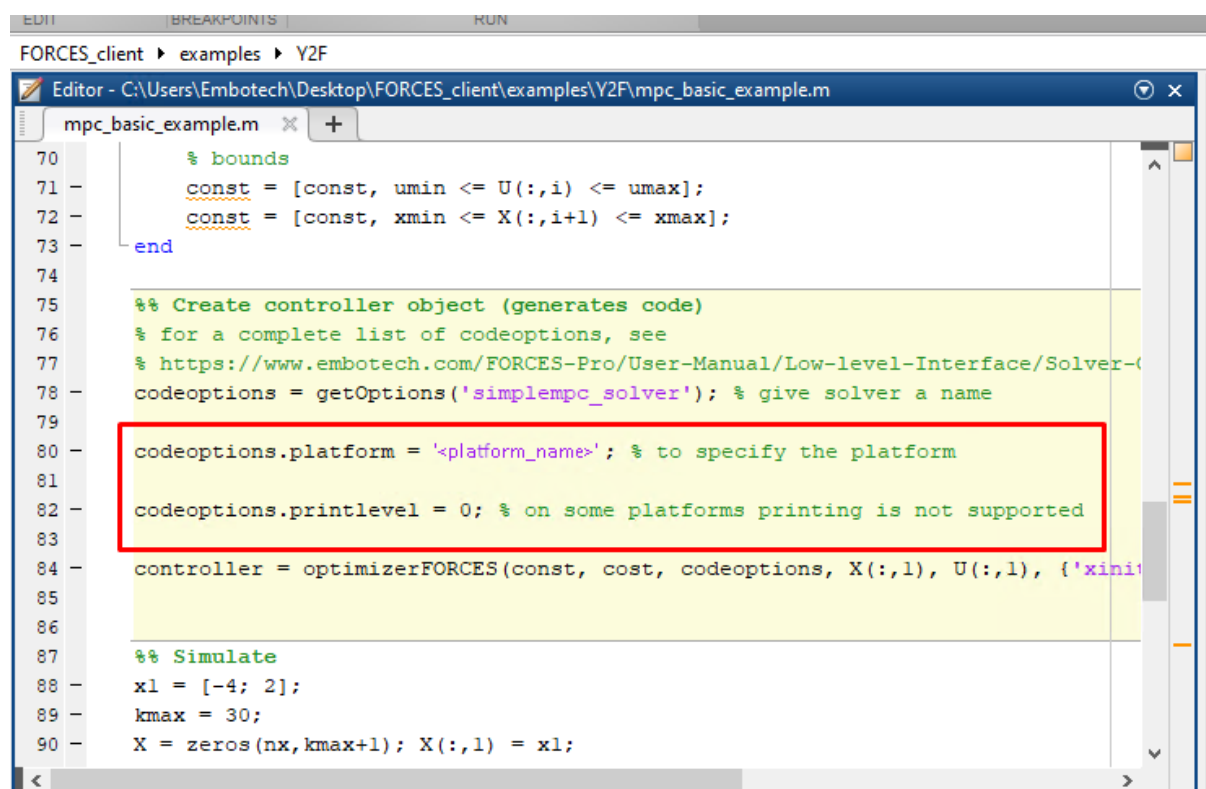 EDIT BREAKPOINTS RUN
FORCES_client ▸ examples ▸ Y2F
Editor - C:\Users\Embotech\Desktop\FORCES_client\examples\Y2F\mpc_basic_example.m
mpc_basic_example.m
70 % bounds
71 - const = [const, umin <= U(:,i) <= umax];
72 - const = [const, xmin <= X(:,i+1) <= xmax];
73 - end
74
75 %% Create controller object (generates code)
76 % for a complete list of codeoptions, see
77 % https://www.embotech.com/FORCES-Pro/User-Manual/Low-level-Interface/Solver-
78 - codeoptions = getOptions('simplempc_solver'); % give solver a name
79
80 - codeoptions.platform = '<platform_name>'; % to specify the platform
81
82 - codeoptions.printlevel = 0; % on some platforms printing is not supported
83
84 - controller = optimizerFORCES(const, cost, codeoptions, X(:,1), U(:,1), {'xinit
85
86
87 %% Simulate
88 - x1 = [-4; 2];
89 - kmax = 30;
90 - X = zeros(nx,kmax+1); X(:,1) = x1;